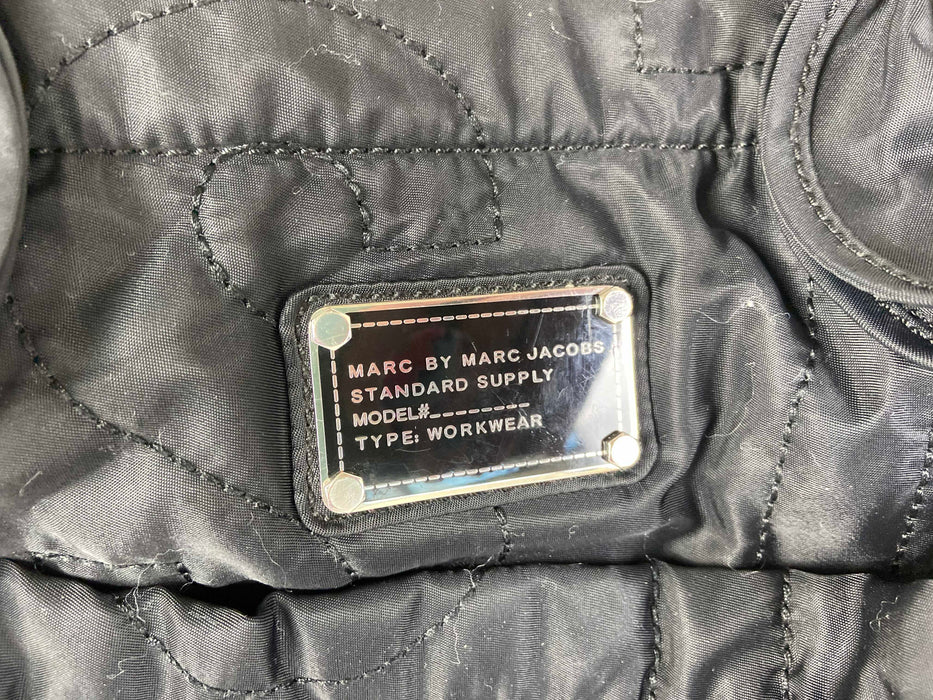 MARC BY MARC JACOBS
STANDARD SUPPLY
MODEL#________
TYPE: WORKWEAR